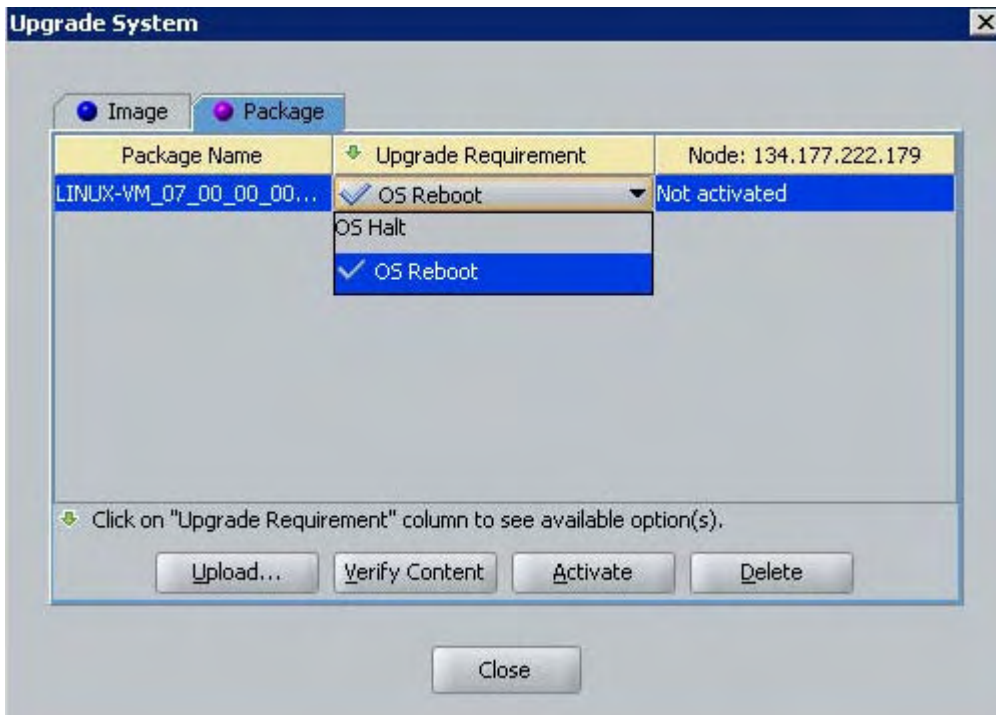 Upgrade System
Image Package
Package Name Upgrade Requirement Node: 134.177.222.179
LINUX-VM_07_00_00_00... OS Reboot Not activated
OS Halt
OS Reboot
Click on "Upgrade Requirement" column to see available option(s).
Upload... Verify Content Activate Delete
Close